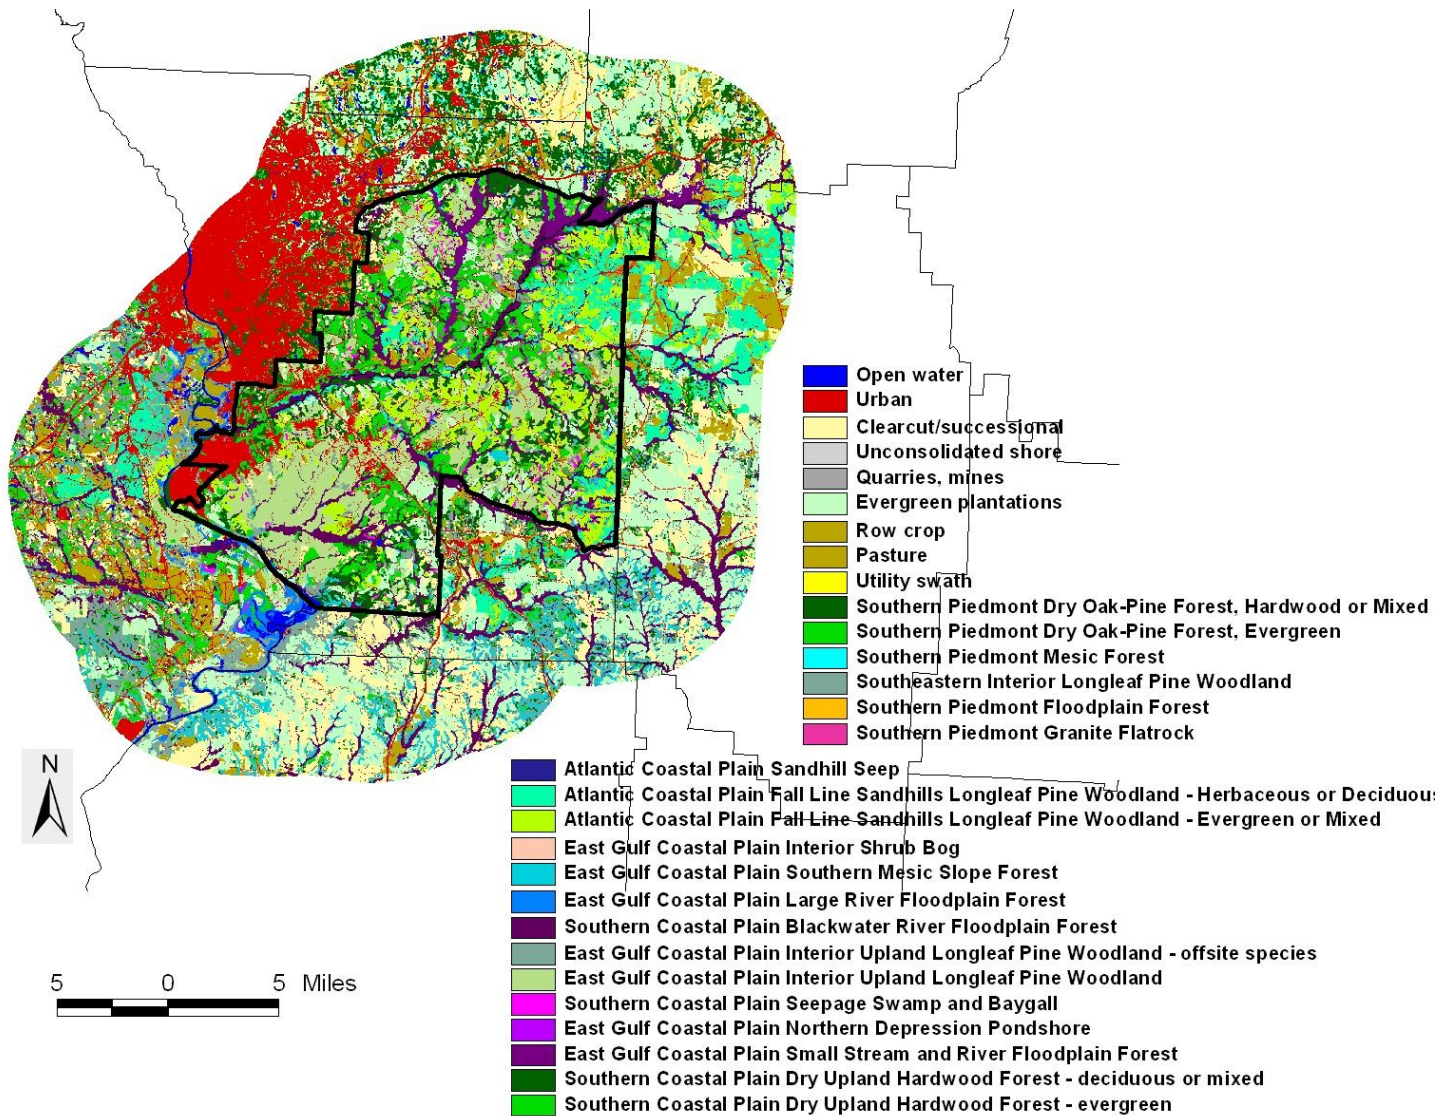 Open water
Urban
Clearcut/successional
Unconsolidated shore
Quarries, mines
Evergreen plantations
Row crop
Pasture
Utility swath
Southern Piedmont Dry Oak-Pine Forest, Hardwood or Mixed
Southern Piedmont Dry Oak-Pine Forest, Evergreen
Southern Piedmont Mesic Forest
Southeastern Interior Longleaf Pine Woodland
Southern Piedmont Floodplain Forest
Southern Piedmont Granite Flatrock
N
Atlantic Coastal Plain Sandhill Seep
Atlantic Coastal Plain Fall Line Sandhills Longleaf Pine Woodland - Herbaceous or Deciduous
Atlantic Coastal Plain Fall Line Sandhills Longleaf Pine Woodland - Evergreen or Mixed
East Gulf Coastal Plain Interior Shrub Bog
East Gulf Coastal Plain Southern Mesic Slope Forest
East Gulf Coastal Plain Large River Floodplain Forest
Southern Coastal Plain Blackwater River Floodplain Forest
East Gulf Coastal Plain Interior Upland Longleaf Pine Woodland - offsite species
East Gulf Coastal Plain Interior Upland Longleaf Pine Woodland
Southern Coastal Plain Seepage Swamp and Baygall
East Gulf Coastal Plain Northern Depression Pondshore
East Gulf Coastal Plain Small Stream and River Floodplain Forest
Southern Coastal Plain Dry Upland Hardwood Forest - deciduous or mixed
Southern Coastal Plain Dry Upland Hardwood Forest - evergreen
5 0 5 Miles